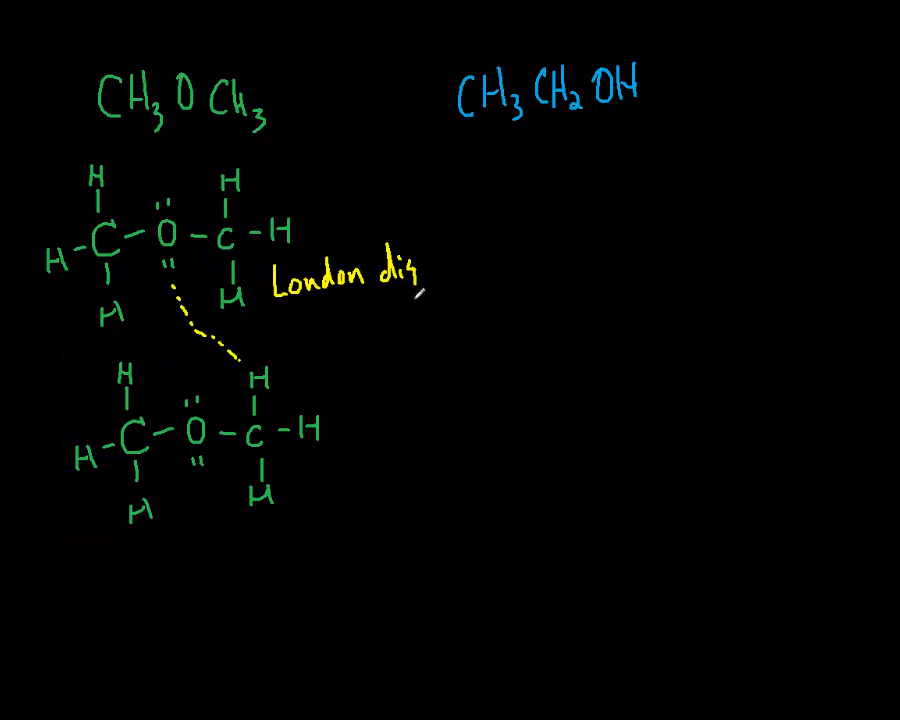 CH3OCH3
CH3CH2OH
H H
H-C-O-C-H
H H
London dis
H H
H-C-O-C-H
H H